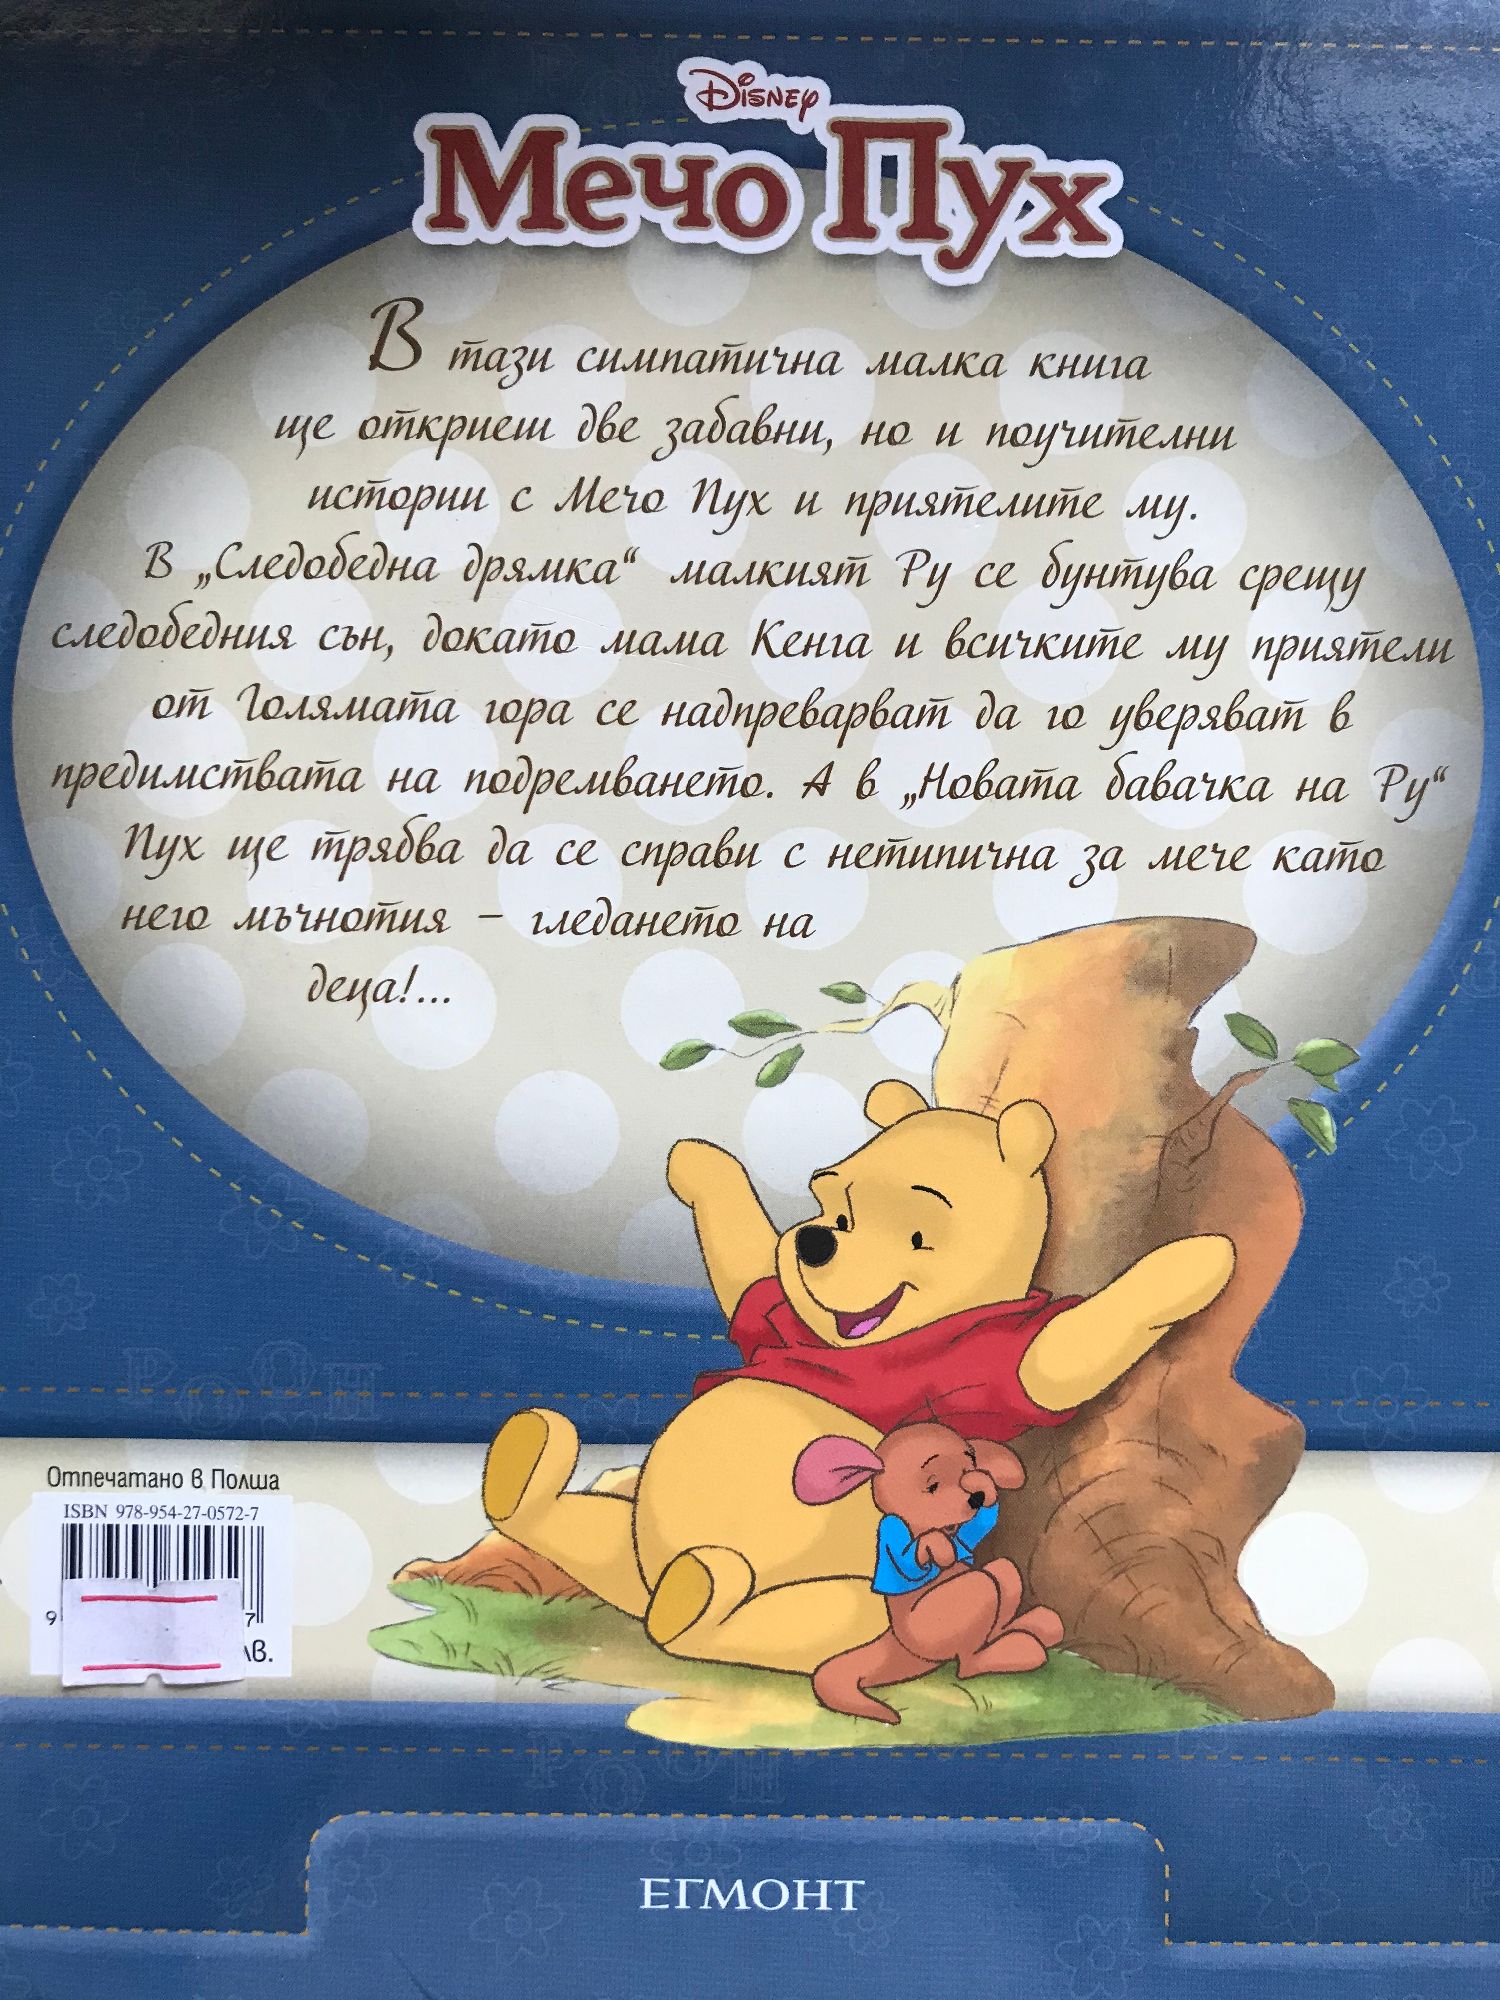 Disney
Мечо Пух
В тази симпатична малка книга
ще откриеш две забавни, но и поучителни
истории с Мечо Пух и приятелите му.
В „Следобедна дрямка“ малкият Ру се бунтува срещу
следобедния сън, докато мама Кенга и всичките му приятели
от Голямата гора се надпреварват да го уверяват в
предимствата на подремването. А в „Новата бавачка на Ру“
Пух ще трябва да се справи с нетипична за мече като
него мъчнотия – гледането на
деца!...
Отпечатано в Полша
ISBN 978-954-27-0572-7
9 7
лв.
ЕГМОНТ